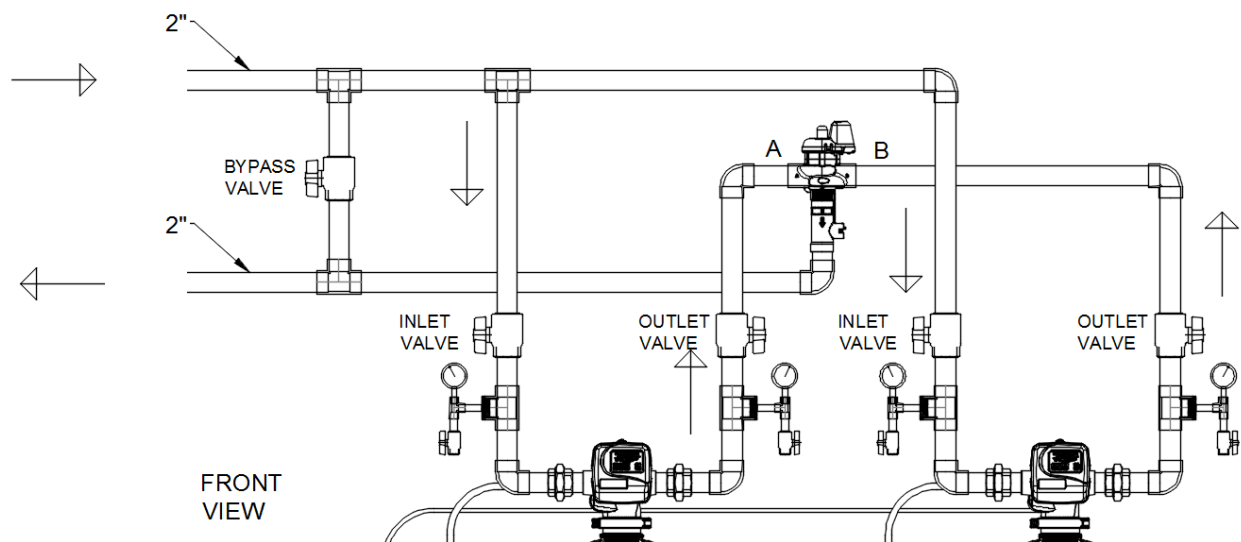 2"
A B
BYPASS
VALVE
2"
INLET
VALVE
OUTLET
VALVE
INLET
VALVE
OUTLET
VALVE
FRONT
VIEW